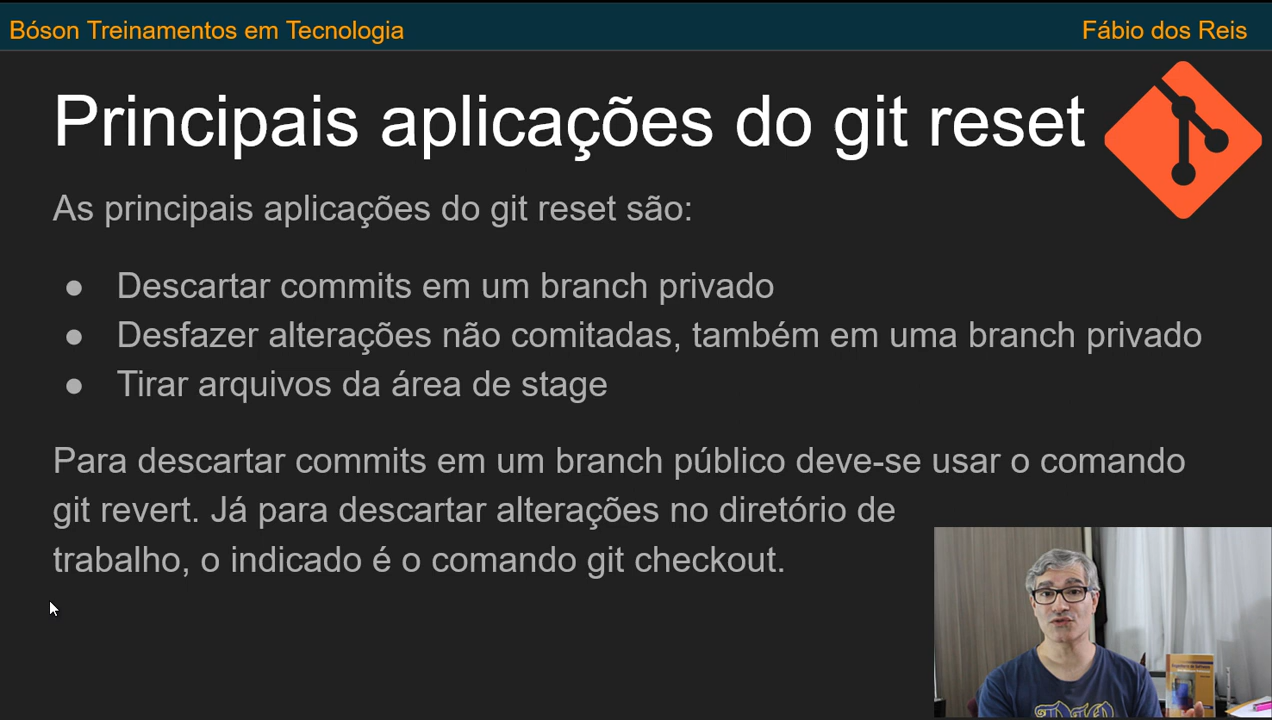 Bóson Treinamentos em Tecnologia
Fábio dos Reis
Principais aplicações do git reset
As principais aplicações do git reset são:
● Descartar commits em um branch privado
● Desfazer alterações não comitadas, também em uma branch privado
● Tirar arquivos da área de stage
Para descartar commits em um branch público deve-se usar o comando
git revert. Já para descartar alterações no diretório de
trabalho, o indicado é o comando git checkout.